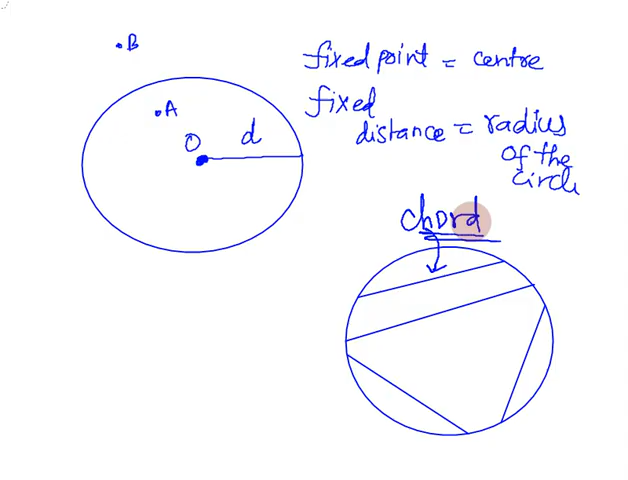 B
fixed point = centre
A
fixed
distance = radius
of the
circle
O
d
chord